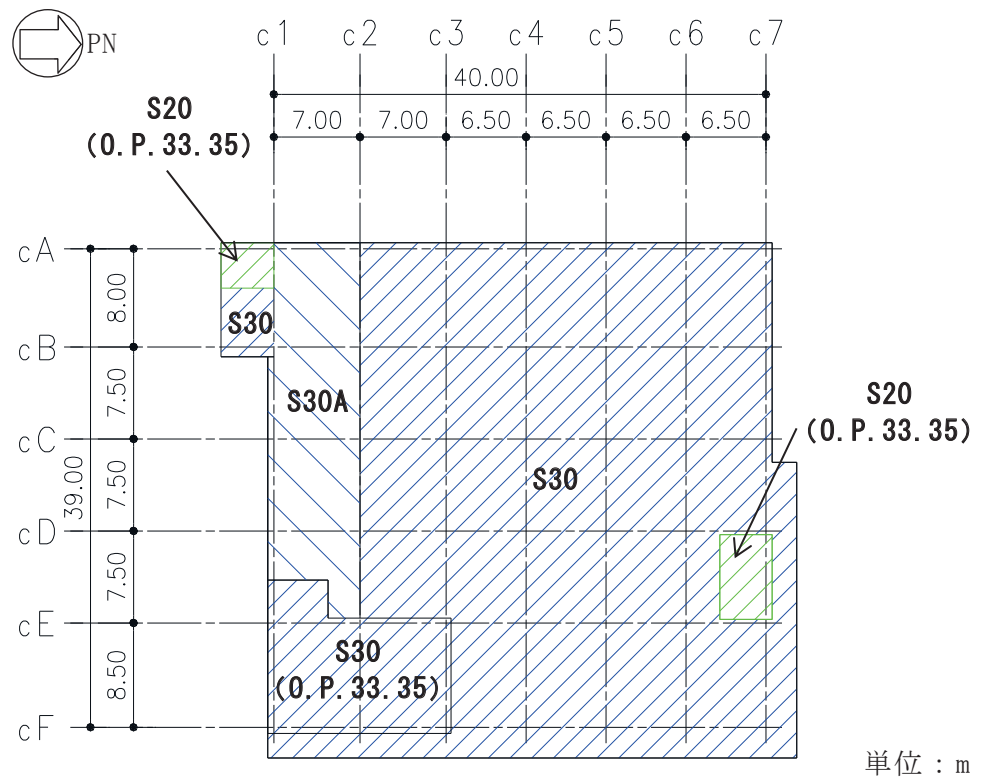 PN
c1 c2 c3 c4 c5 c6 c7
40.00
7.00 7.00 6.50 6.50 6.50 6.50
S20
(O.P.33.35)
cA
8.00
S30
cB
7.50
S30A
S20
(O.P.33.35)
cC
39.00
7.50
S30
cD
7.50
cE
S30
(O.P.33.35)
8.50
cF
単位：m